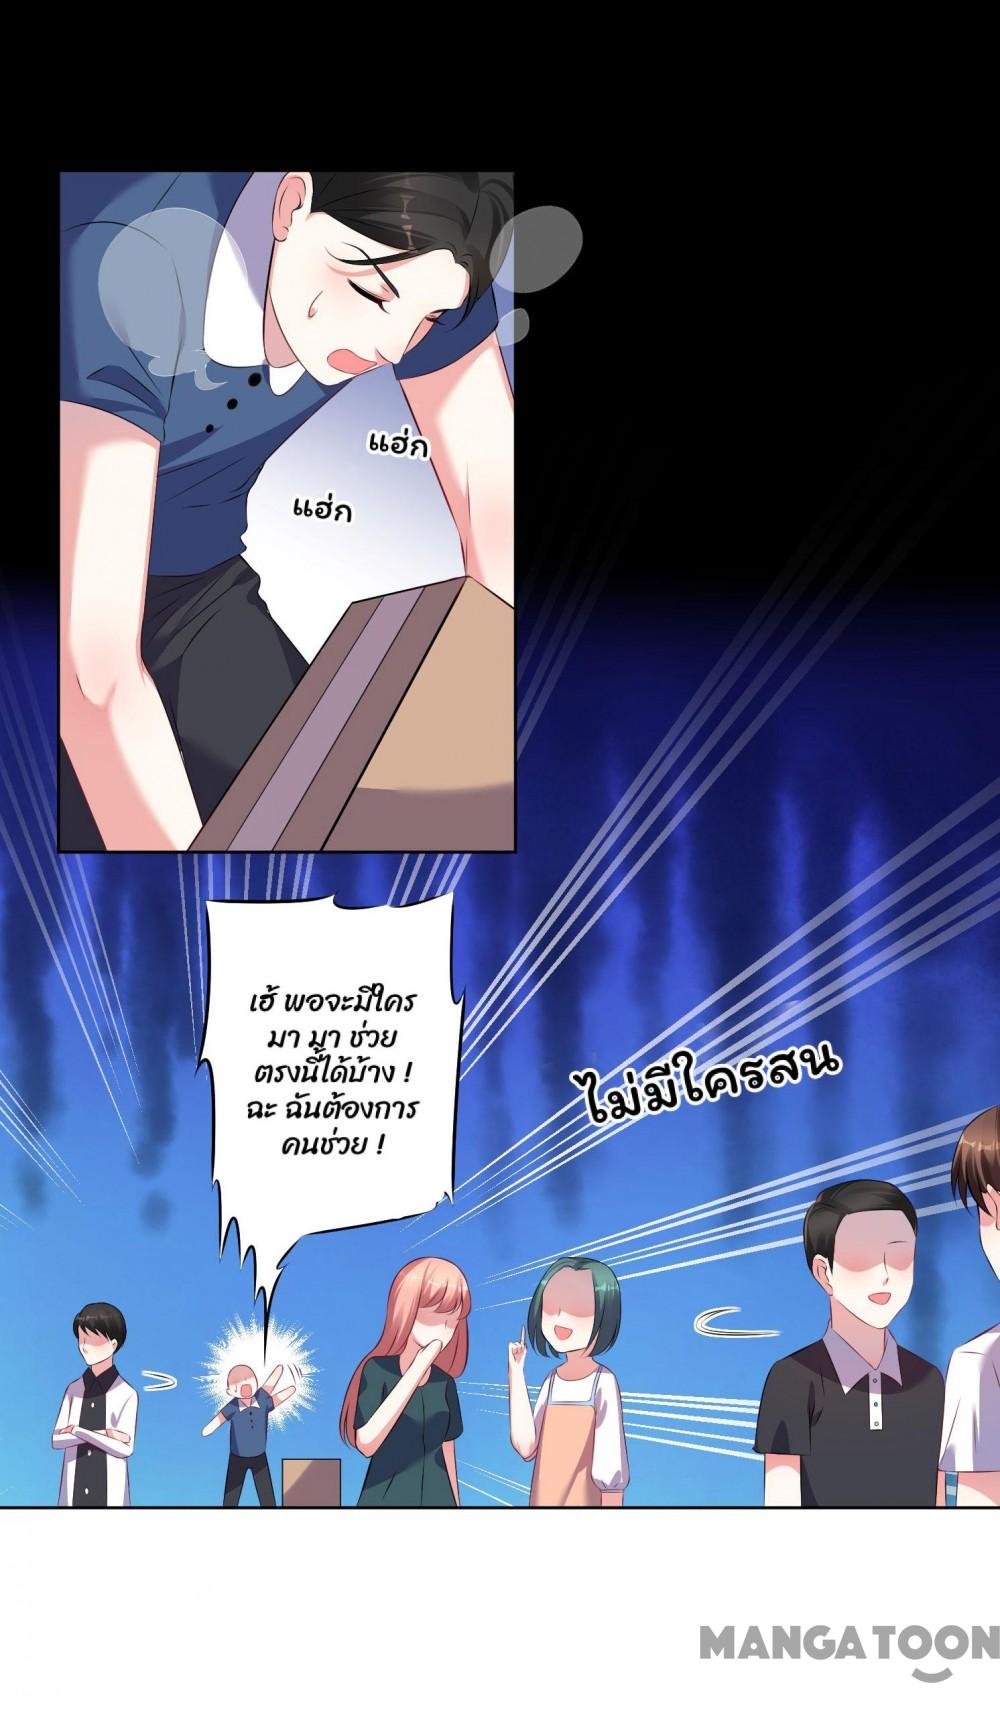 แฮ่ก
แฮ่ก
เฮ้ พอจะมีใคร
มา มา ช่วย
ตรงนี้ได้บ้าง !
ฉะ ฉันต้องการ
คนช่วย !
ไม่มีใครสน
MANGATOON